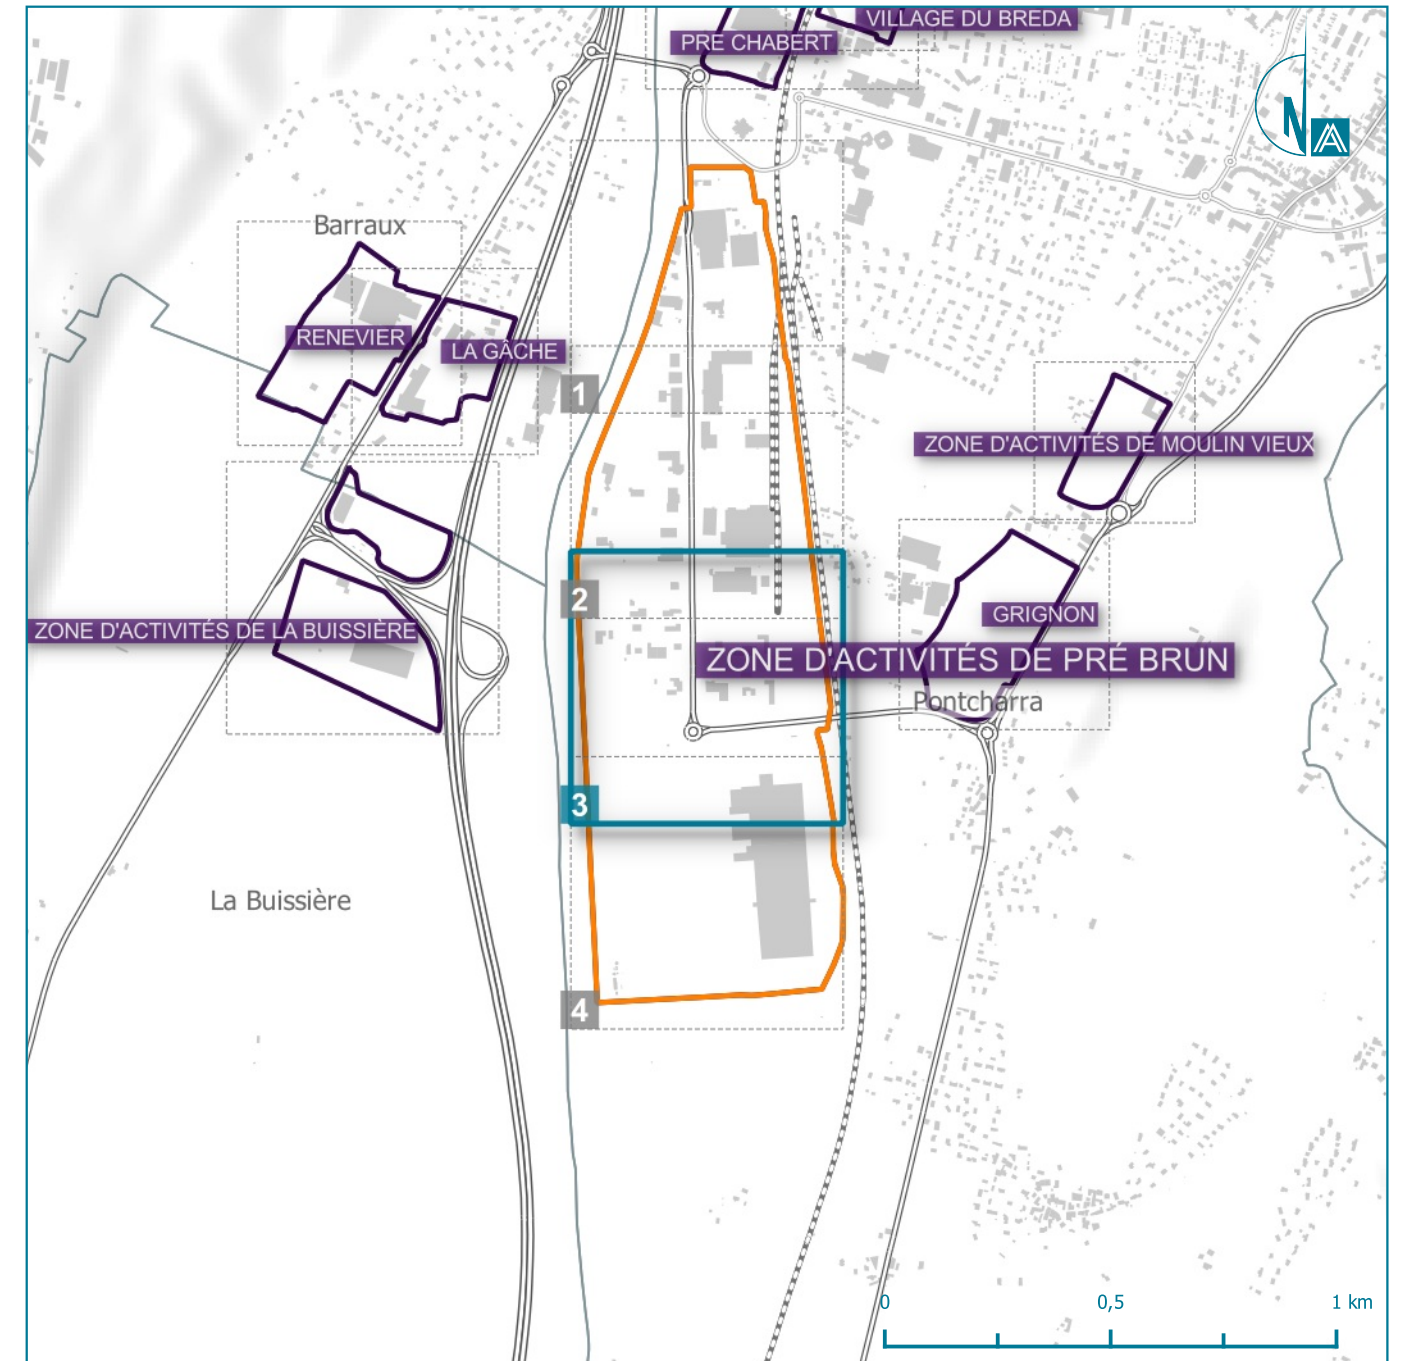 VILLAGE DU BREDA
PRÉ CHABERT
N
Barraux
RENEVIER
LA GÂCHE
1
ZONE D'ACTIVITÉS DE MOULIN VIEUX
2
GRIGNON
ZONE D'ACTIVITÉS DE LA BUISSIÈRE
ZONE D'ACTIVITÉS DE PRÉ BRUN
Pontcharra
3
La Buissière
4
0 0,5 1 km